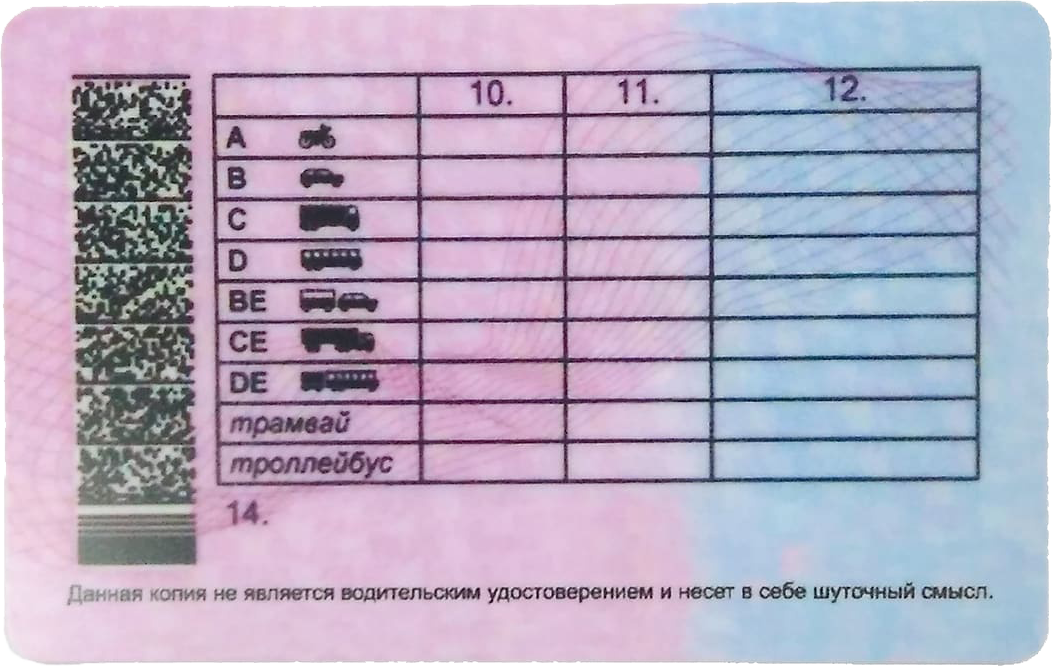 10. 11. 12.
A
B
C
D
BE
CE
DE
трамвай
троллейбус
14.
Данная копия не является водительским удостоверением и несет в себе шуточный смысл.